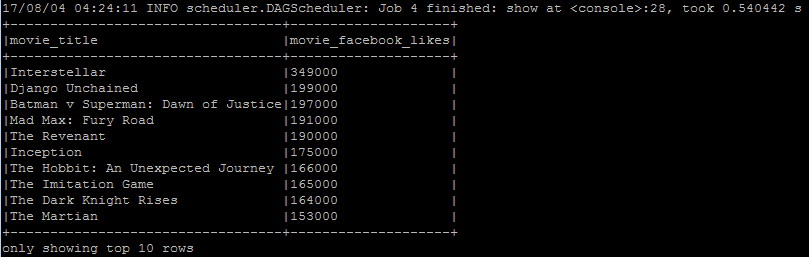 17/08/04 04:24:11 INFO scheduler.DAGScheduler: Job 4 finished: show at <console>:28, took 0.540442 s
+----------------------------------+--------------------+
|movie_title                       |movie_facebook_likes|
+----------------------------------+--------------------+
|Interstellar                      |349000              |
|Django Unchained                  |199000              |
|Batman v Superman: Dawn of Justice|197000              |
|Mad Max: Fury Road                |191000              |
|The Revenant                      |190000              |
|Inception                         |175000              |
|The Hobbit: An Unexpected Journey |166000              |
|The Imitation Game                |165000              |
|The Dark Knight Rises             |164000              |
|The Martian                       |153000              |
+----------------------------------+--------------------+
only showing top 10 rows